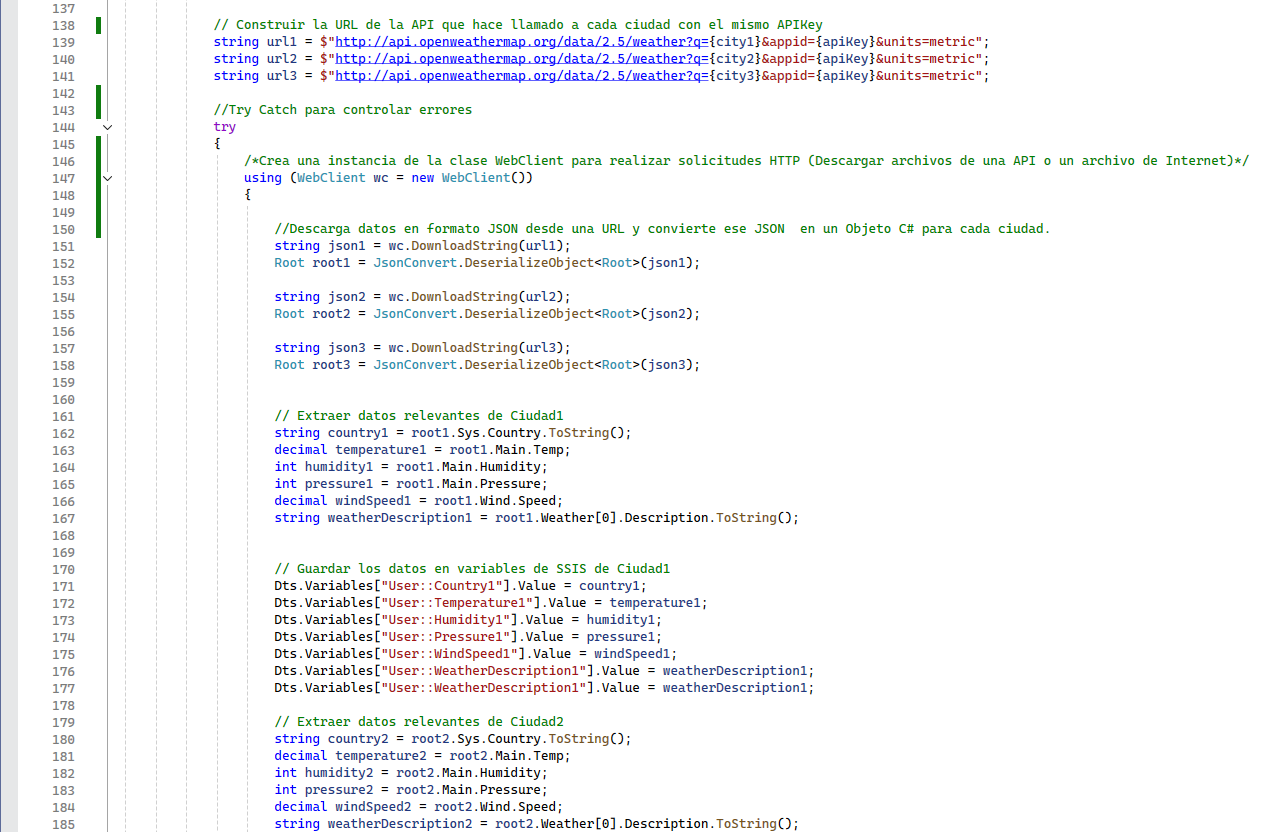 137
138 // Construir la URL de la API que hace llamado a cada ciudad con el mismo APIKey
139 string url1 = $"http://api.openweathermap.org/data/2.5/weather?q={city1}&appid={apiKey}&units=metric";
140 string url2 = $"http://api.openweathermap.org/data/2.5/weather?q={city2}&appid={apiKey}&units=metric";
141 string url3 = $"http://api.openweathermap.org/data/2.5/weather?q={city3}&appid={apiKey}&units=metric";
142
143 //Try Catch para controlar errores
144 try
145 {
146 /*Crea una instancia de la clase WebClient para realizar solicitudes HTTP (Descargar archivos de una API o un archivo de Internet)*/
147 using (WebClient wc = new WebClient())
148 {
149
150 //Descarga datos en formato JSON desde una URL y convierte ese JSON  en un Objeto C# para cada ciudad.
151 string json1 = wc.DownloadString(url1);
152 Root root1 = JsonConvert.DeserializeObject<Root>(json1);
153
154 string json2 = wc.DownloadString(url2);
155 Root root2 = JsonConvert.DeserializeObject<Root>(json2);
156
157 string json3 = wc.DownloadString(url3);
158 Root root3 = JsonConvert.DeserializeObject<Root>(json3);
159
160
161 // Extraer datos relevantes de Ciudad1
162 string country1 = root1.Sys.Country.ToString();
163 decimal temperature1 = root1.Main.Temp;
164 int humidity1 = root1.Main.Humidity;
165 int pressure1 = root1.Main.Pressure;
166 decimal windSpeed1 = root1.Wind.Speed;
167 string weatherDescription1 = root1.Weather[0].Description.ToString();
168
169
170 // Guardar los datos en variables de SSIS de Ciudad1
171 Dts.Variables["User::Country1"].Value = country1;
172 Dts.Variables["User::Temperature1"].Value = temperature1;
173 Dts.Variables["User::Humidity1"].Value = humidity1;
174 Dts.Variables["User::Pressure1"].Value = pressure1;
175 Dts.Variables["User::WindSpeed1"].Value = windSpeed1;
176 Dts.Variables["User::WeatherDescription1"].Value = weatherDescription1;
177 Dts.Variables["User::WeatherDescription1"].Value = weatherDescription1;
178
179 // Extraer datos relevantes de Ciudad2
180 string country2 = root2.Sys.Country.ToString();
181 decimal temperature2 = root2.Main.Temp;
182 int humidity2 = root2.Main.Humidity;
183 int pressure2 = root2.Main.Pressure;
184 decimal windSpeed2 = root2.Wind.Speed;
185 string weatherDescription2 = root2.Weather[0].Description.ToString();